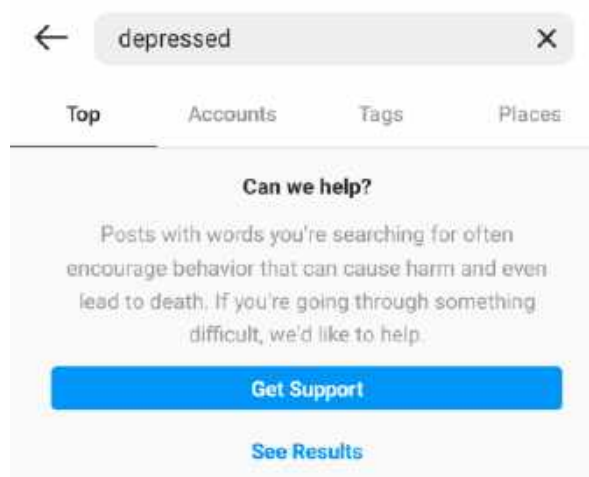 depressed
Top Accounts Tags Places
Can we help?
Posts with words you're searching for often
encourage behavior that can cause harm and even
lead to death. If you're going through something
difficult, we'd like to help.
Get Support
See Results